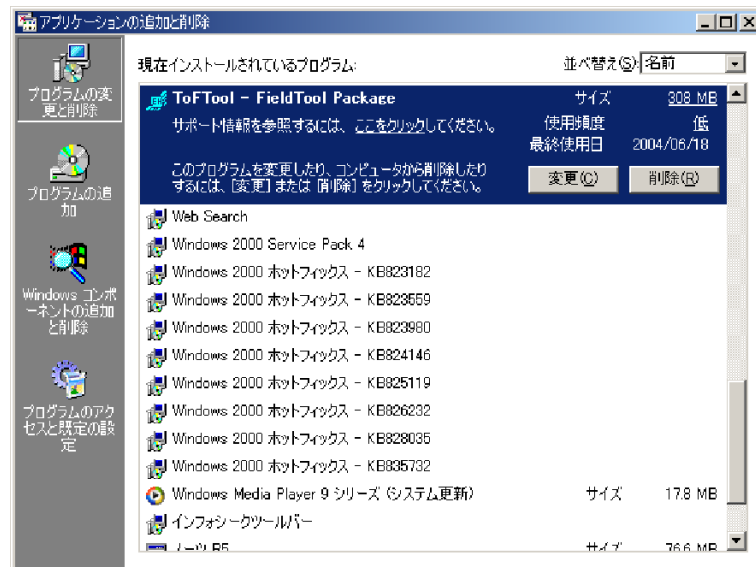 アプリケーションの追加と削除
プログラムの変
更と削除
プログラムの追
加
Windows コンポ
ーネントの追加
と削除
プログラムのアク
セスと既定の設
定
現在インストールされているプログラム:
並べ替え(S):
名前
ToFTool - FieldTool Package
サイズ
308 MB
サポート情報を参照するには、ここをクリックしてください。
使用頻度
低
最終使用日
2004/06/18
このプログラムを変更したり、コンピュータから削除したり
するには、[変更] または [削除] をクリックしてください。
変更(C)
削除(R)
Web Search
Windows 2000 Service Pack 4
Windows 2000 ホットフィックス - KB823182
Windows 2000 ホットフィックス - KB823559
Windows 2000 ホットフィックス - KB823980
Windows 2000 ホットフィックス - KB824146
Windows 2000 ホットフィックス - KB825119
Windows 2000 ホットフィックス - KB826232
Windows 2000 ホットフィックス - KB828035
Windows 2000 ホットフィックス - KB835732
Windows Media Player 9 シリーズ (システム更新)
サイズ
17.8 MB
インフォシークツールバー
ノーツ R5
サイズ
76.6 MB